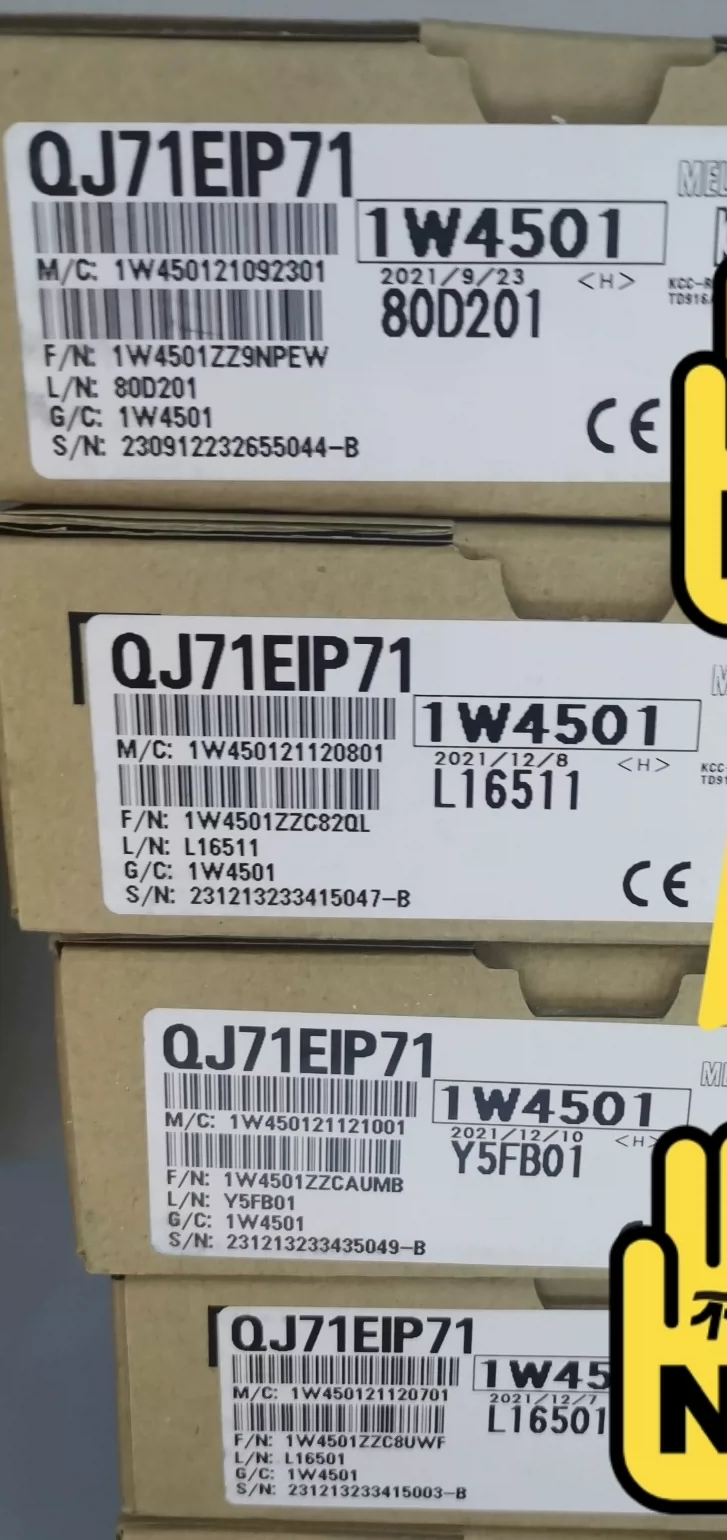 QJ71EIP71
1W4501
M/C: 1W450121092301
2021/9/23 <H>
80D201
F/N: 1W4501ZZ9NPEW
L/N: 80D201
G/C: 1W4501
S/N: 230912232655044-B
CE
QJ71EIP71
1W4501
M/C: 1W450121120801
2021/12/8 <H>
L16511
F/N: 1W4501ZZC82QL
L/N: L16511
G/C: 1W4501
S/N: 231213233415047-B
CE
QJ71EIP71
1W4501
M/C: 1W450121121001
2021/12/10 <H>
Y5FB01
F/N: 1W4501ZZCAUMB
L/N: Y5FB01
G/C: 1W4501
S/N: 231213233435049-B
QJ71EIP71
1W45
M/C: 1W450121120701
2021/12/7
L16501
F/N: 1W4501ZZC8UWF
L/N: L16501
G/C: 1W4501
S/N: 231213233415003-B